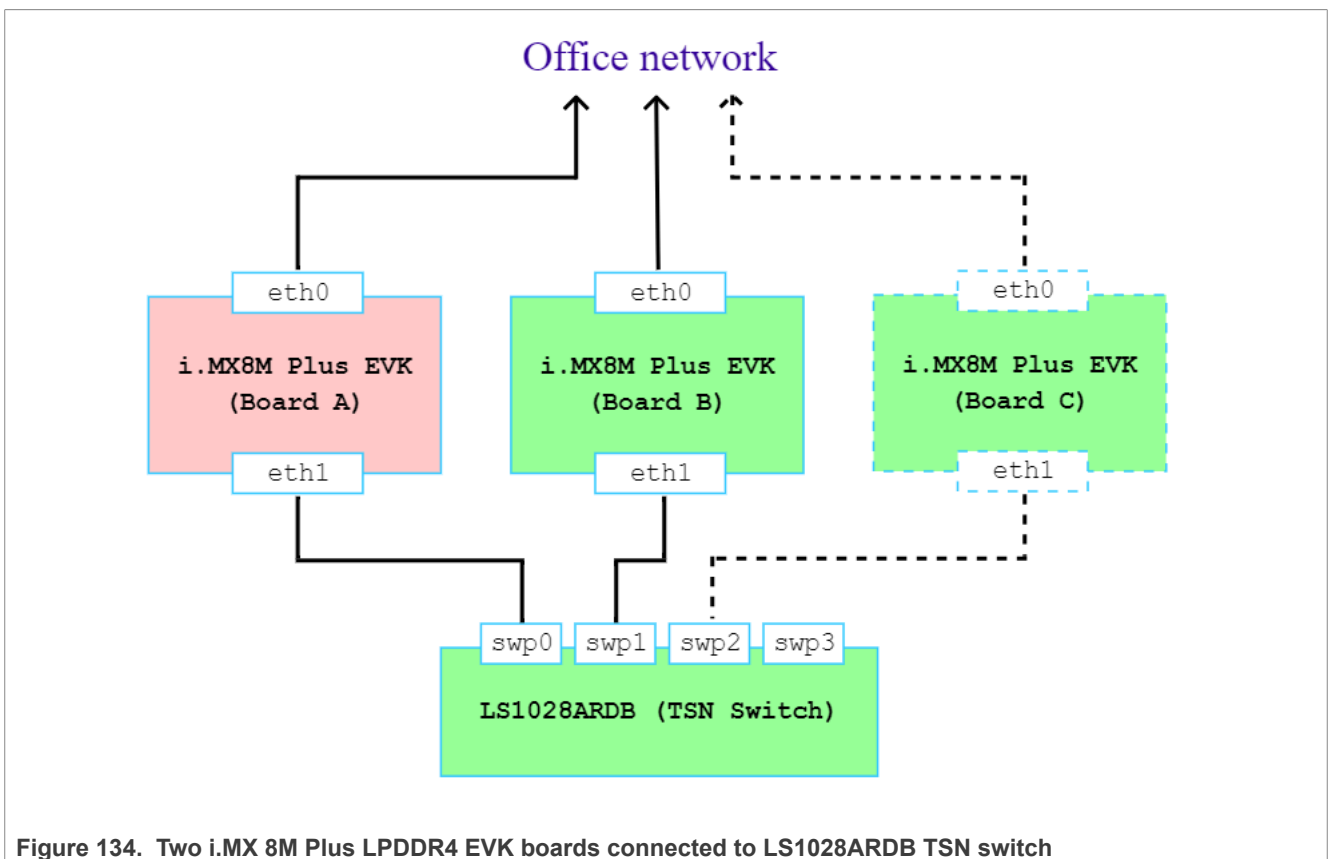 Office network
eth0
eth0
eth0
i.MX8M Plus EVK
(Board A)
i.MX8M Plus EVK
(Board B)
i.MX8M Plus EVK
(Board C)
eth1
eth1
eth1
swp0
swp1
swp2
swp3
LS1028ARDB (TSN Switch)
Figure 134. Two i.MX 8M Plus LPDDR4 EVK boards connected to LS1028ARDB TSN switch